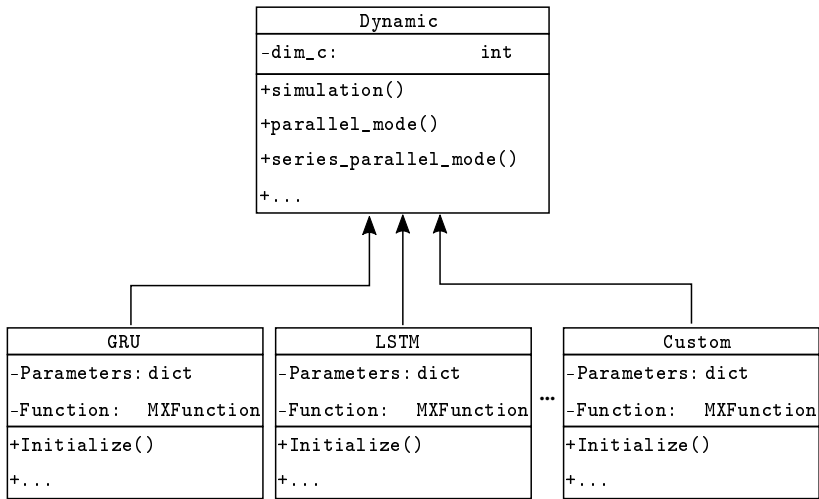 Dynamic
-dim_c: int
+simulation()
+parallel_mode()
+series_parallel_mode()
+...
GRU
-Parameters: dict
-Function: MXFunction
+Initialize()
+...
LSTM
-Parameters: dict
-Function: MXFunction
+Initialize()
+...
...
Custom
-Parameters: dict
-Function: MXFunction
+Initialize()
+...